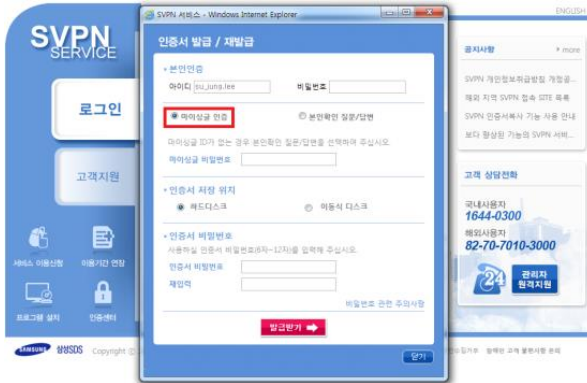 ENGLISH
SVPN 서비스 - Windows Internet Explorer
SVPN
SERVICE
로그인
고객지원
서비스 이용신청
이용기간 연장
프로그램 설치
인증센터
인증서 발급 / 재발급
본인인증
아이디 su_jung.lee 비밀번호
마이싱글 인증 본인확인 질문/답변
마이싱글 ID가 없는 경우 본인확인 질문/답변을 선택하여 주십시오.
마이싱글 비밀번호
인증서 저장 위치
하드디스크 이동식 디스크
인증서 비밀번호
사용하실 인증서 비밀번호(6자~12자)를 입력해 주십시오.
인증서 비밀번호
재입력
비밀번호 관련 주의사항
발급받기
닫기
공지사항 more
SVPN 개인정보취급방침 개정공..
해외 지역 SVPN 접속 SITE 목록
SVPN 인증서복사 기능 사용 안내
보다 향상된 기능의 SVPN 서비..
고객 상담전화
국내사용자
1644-0300
해외사용자
82-70-7010-3000
24
관리자
원격지원
SAMSUNG 삼성SDS Copyright ⓒ